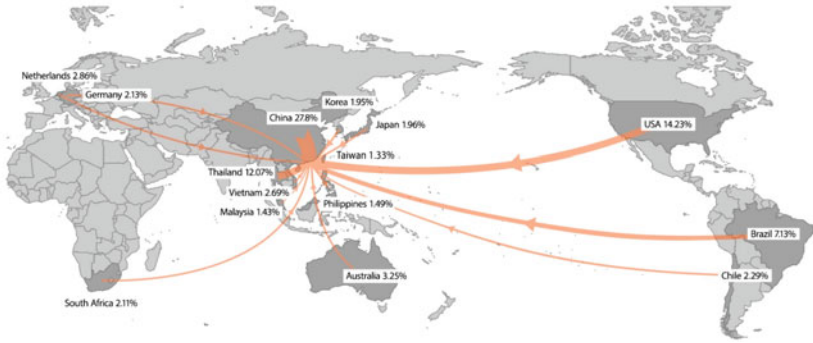 Netherlands 2.86%
Germany 2.13%
Korea 1.95%
China 27.8%
Japan 1.96%
USA 14.23%
Taiwan 1.33%
Thailand 12.07%
Vietnam 2.69%
Malaysia 1.43%
Philippines 1.49%
Brazil 7.13%
Australia 3.25%
Chile 2.29%
South Africa 2.11%